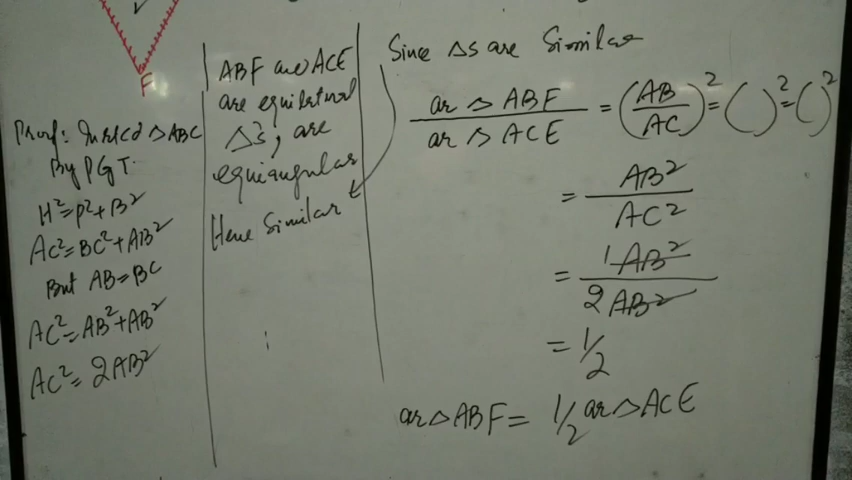 F
Proof: In rt∠d △ABC
By PGT.
H²=P²+B²
AC²=BC²+AB²
But AB=BC
AC²=AB²+AB²
AC²=2AB²
ABF and ACE
are equilateral
△s, are
equiangular
Hence Similar
Since △s are Similar
ar △ ABF / ar △ ACE = (AB/AC)² = ( )² = ( )²
= AB² / AC²
= 1AB² / 2AB²
= 1/2
ar △ ABF = 1/2 ar △ ACE